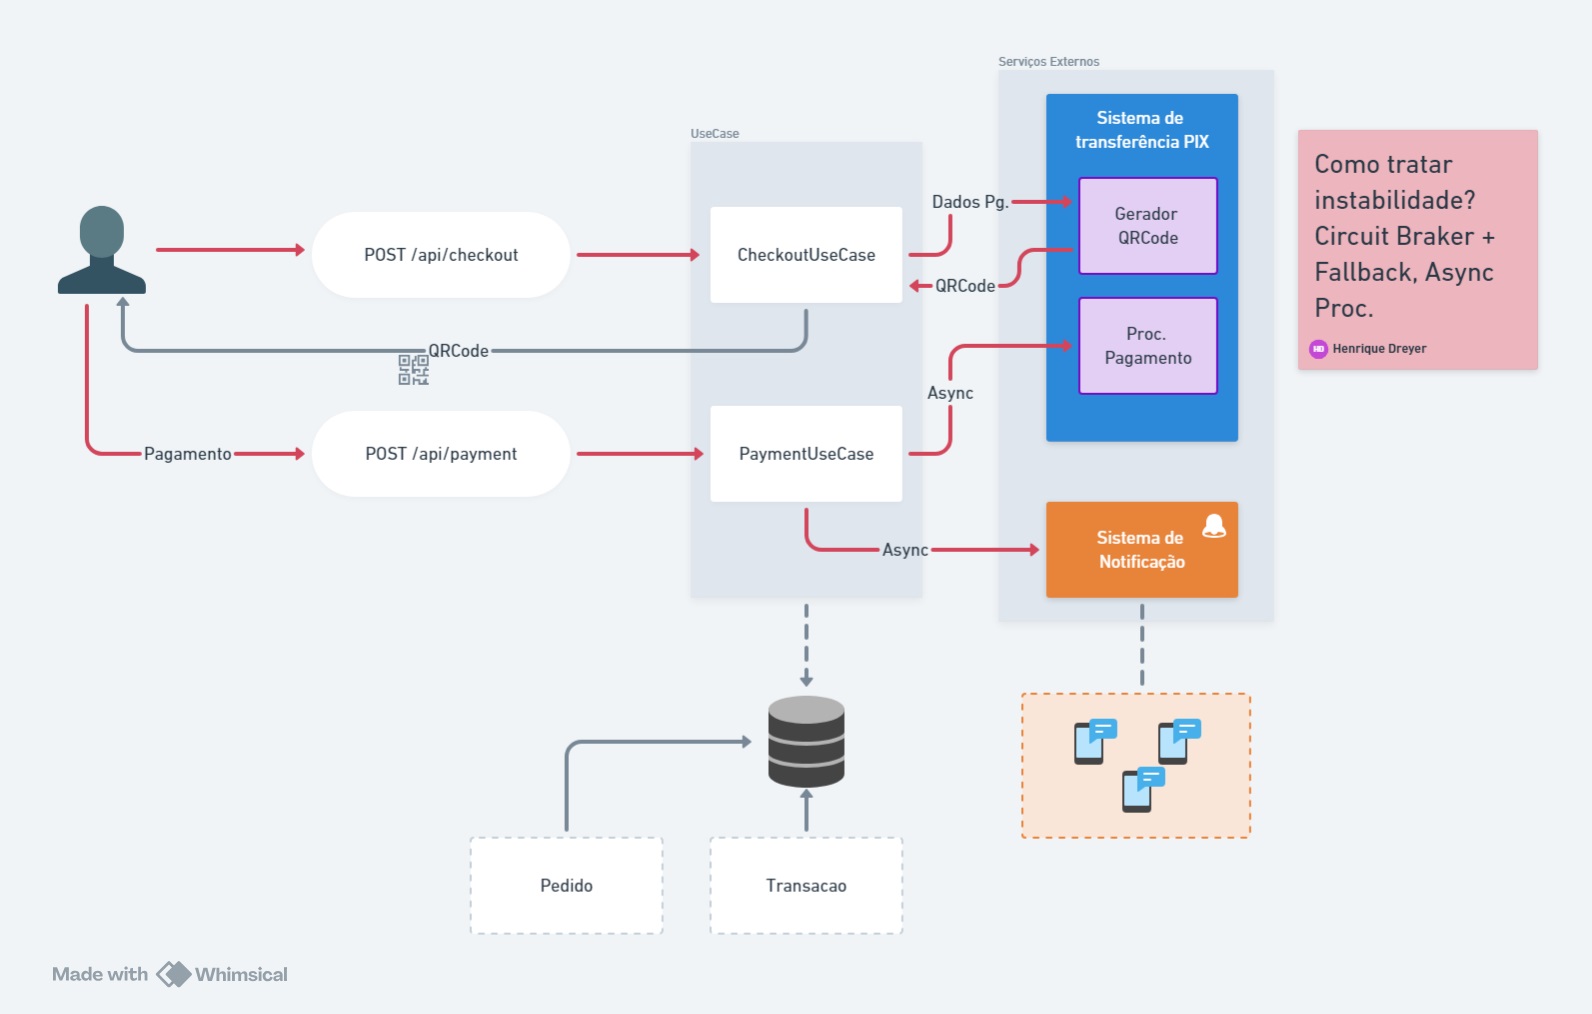 Serviços Externos
Sistema de
transferência PIX
Gerador
QRCode
Proc.
Pagamento
Como tratar
instabilidade?
Circuit Braker +
Fallback, Async
Proc.
HD Henrique Dreyer
UseCase
Dados Pg.
POST /api/checkout
CheckoutUseCase
QRCode
QRCode
Async
Pagamento
POST /api/payment
PaymentUseCase
Async
Sistema de
Notificação
Pedido
Transacao
Made with Whimsical